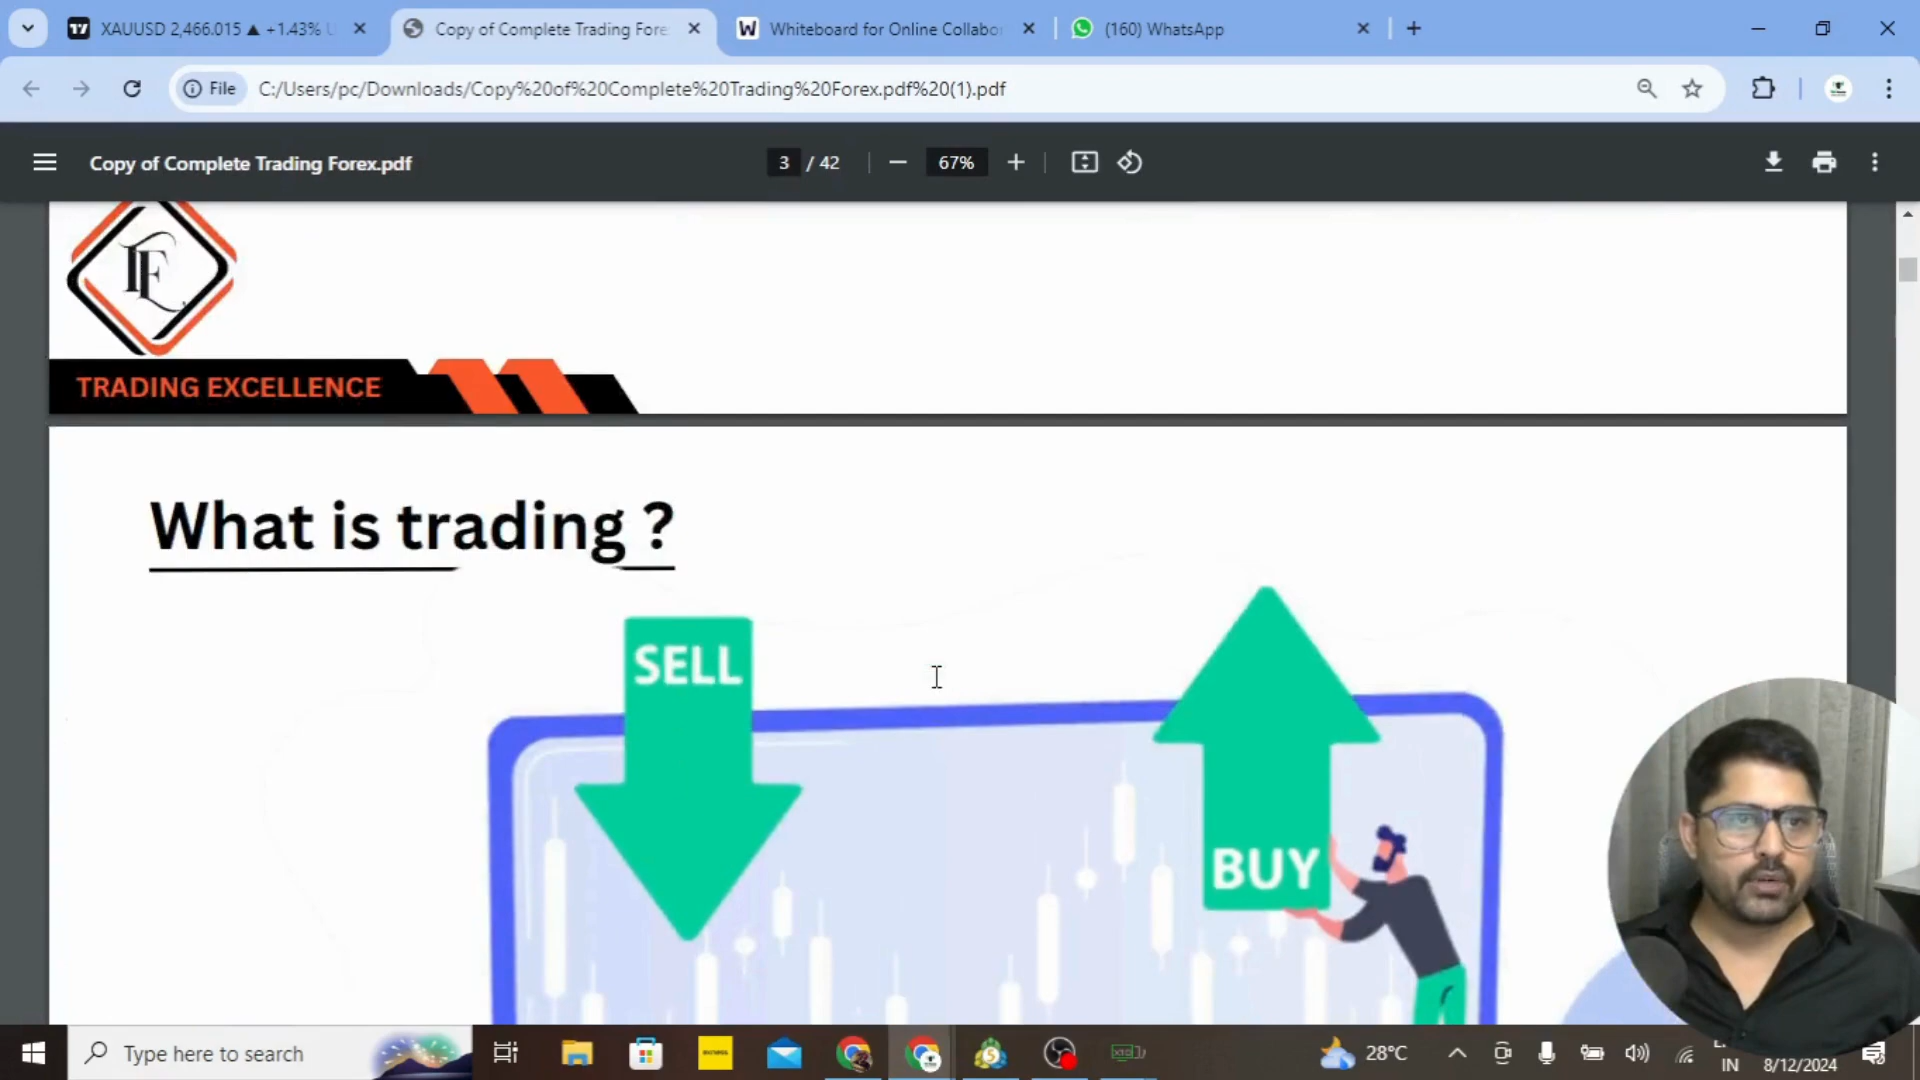 XAUUSD 2,466.015 ▲ +1.43%
Copy of Complete Trading Fore
Whiteboard for Online Collabo
(160) WhatsApp
File
C:/Users/pc/Downloads/Copy%20of%20Complete%20Trading%20Forex.pdf%20(1).pdf
Copy of Complete Trading Forex.pdf
3 / 42
67%
TRADING EXCELLENCE
What is trading ?
SELL
BUY
Type here to search
28°C
IN
8/12/2024